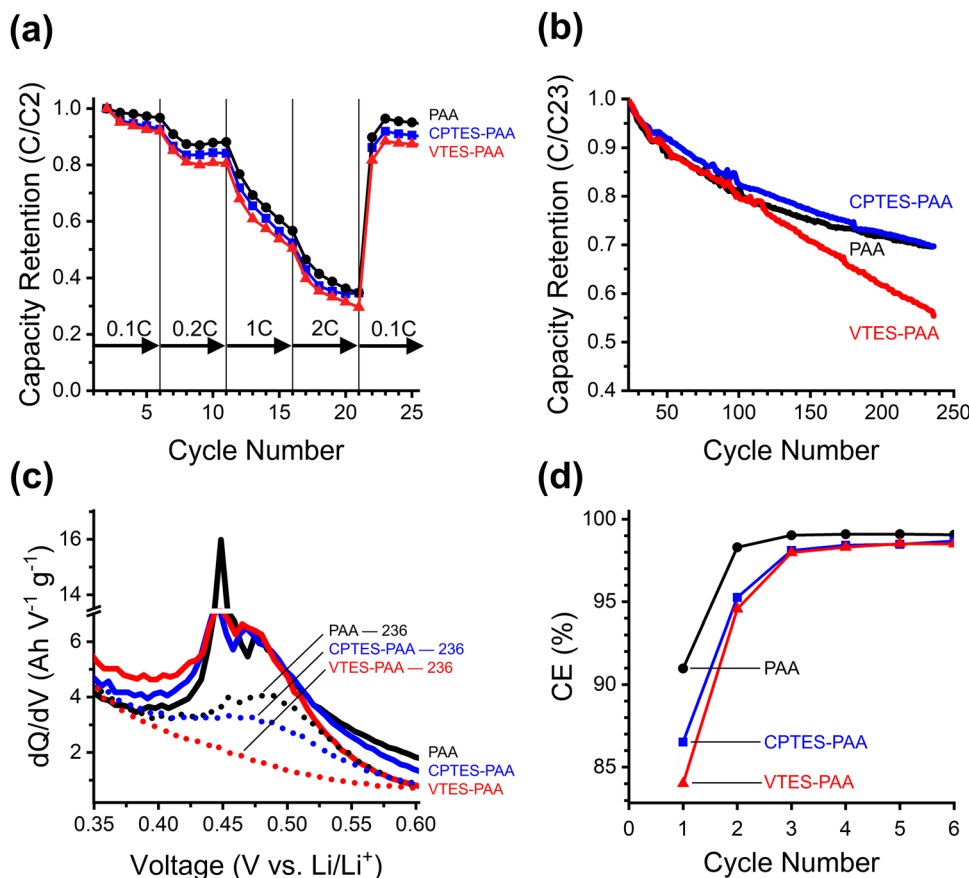 (a)
Capacity Retention (C/C2)
1.0
0.8
0.6
0.4
0.2
0.0
PAA
CPTES-PAA
VTES-PAA
0.1C 0.2C 1C 2C 0.1C
5 10 15 20 25
Cycle Number
(b)
Capacity Retention (C/C23)
1.0
0.9
0.8
0.7
0.6
0.5
0.4
CPTES-PAA
PAA
VTES-PAA
50 100 150 200 250
Cycle Number
(c)
dQ/dV (Ah V⁻¹ g⁻¹)
16
14
6
4
2
PAA — 236
CPTES-PAA — 236
VTES-PAA — 236
PAA
CPTES-PAA
VTES-PAA
0.35 0.40 0.45 0.50 0.55 0.60
Voltage (V vs. Li/Li⁺)
(d)
CE (%)
100
95
90
85
PAA
CPTES-PAA
VTES-PAA
0 1 2 3 4 5 6
Cycle Number